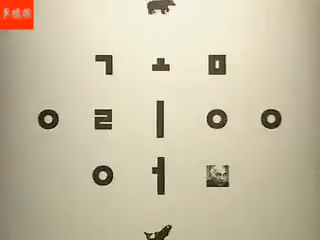 ㄱ ㅗ ㅁ
ㅇ ㄹ ㅣ ㅇ ㅇ
ㅇ ㅓ